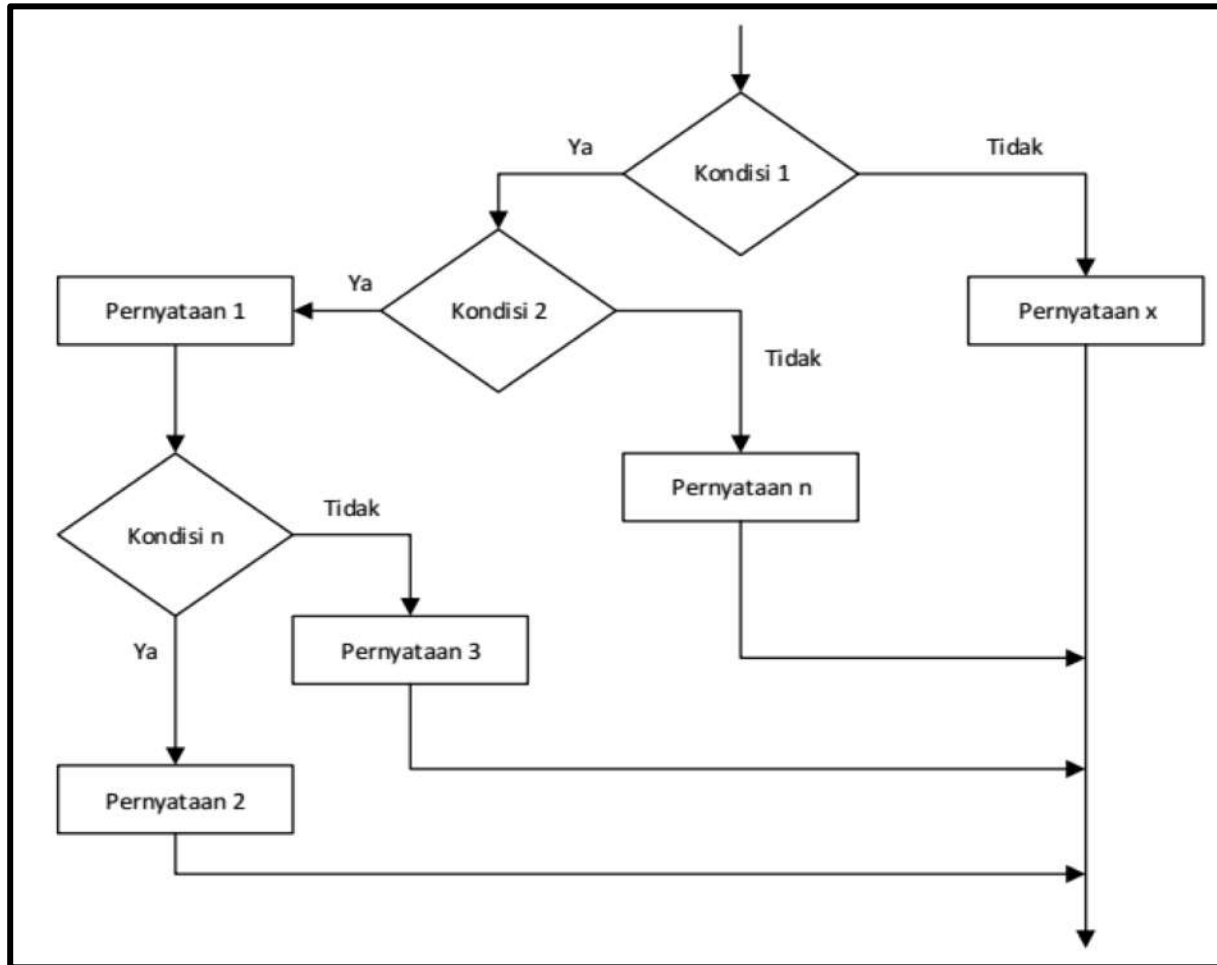 Ya
Tidak
Kondisi 1
Ya
Pernyataan 1
Kondisi 2
Pernyataan x
Tidak
Pernyataan n
Tidak
Kondisi n
Ya
Pernyataan 3
Pernyataan 2